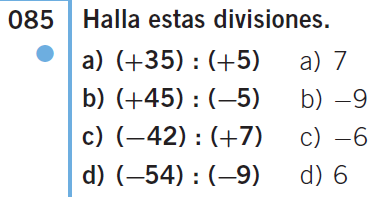 085 Halla estas divisiones.
a) (+35) : (+5) a) 7
b) (+45) : (−5) b) −9
c) (−42) : (+7) c) −6
d) (−54) : (−9) d) 6